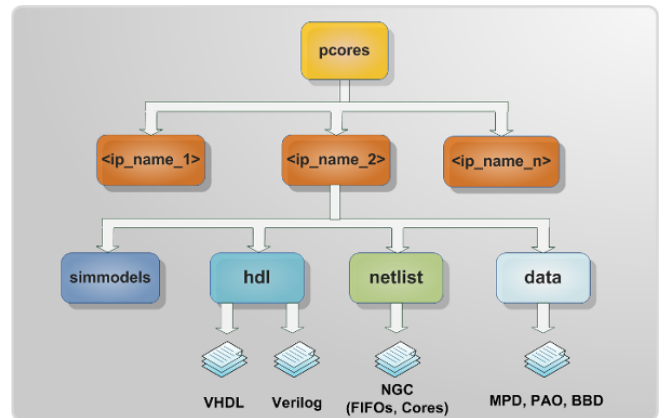 pcores
<ip_name_1>
<ip_name_2>
<ip_name_n>
simmodels
hdl
netlist
data
VHDL
Verilog
NGC
(FIFOs, Cores)
MPD, PAO, BBD